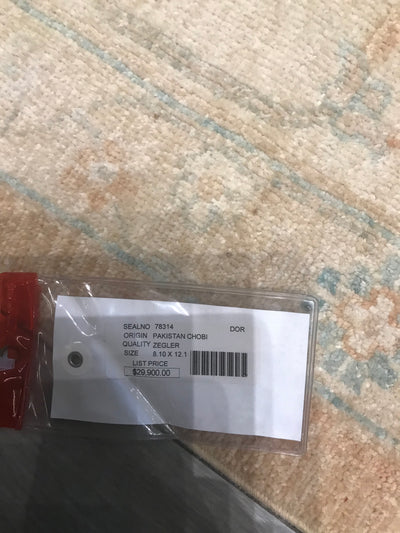 SEALNO 78314 DOR
ORIGIN PAKISTAN CHOBI
QUALITY ZEGLER
SIZE 8.10 X 12.1
LIST PRICE
$29,900.00